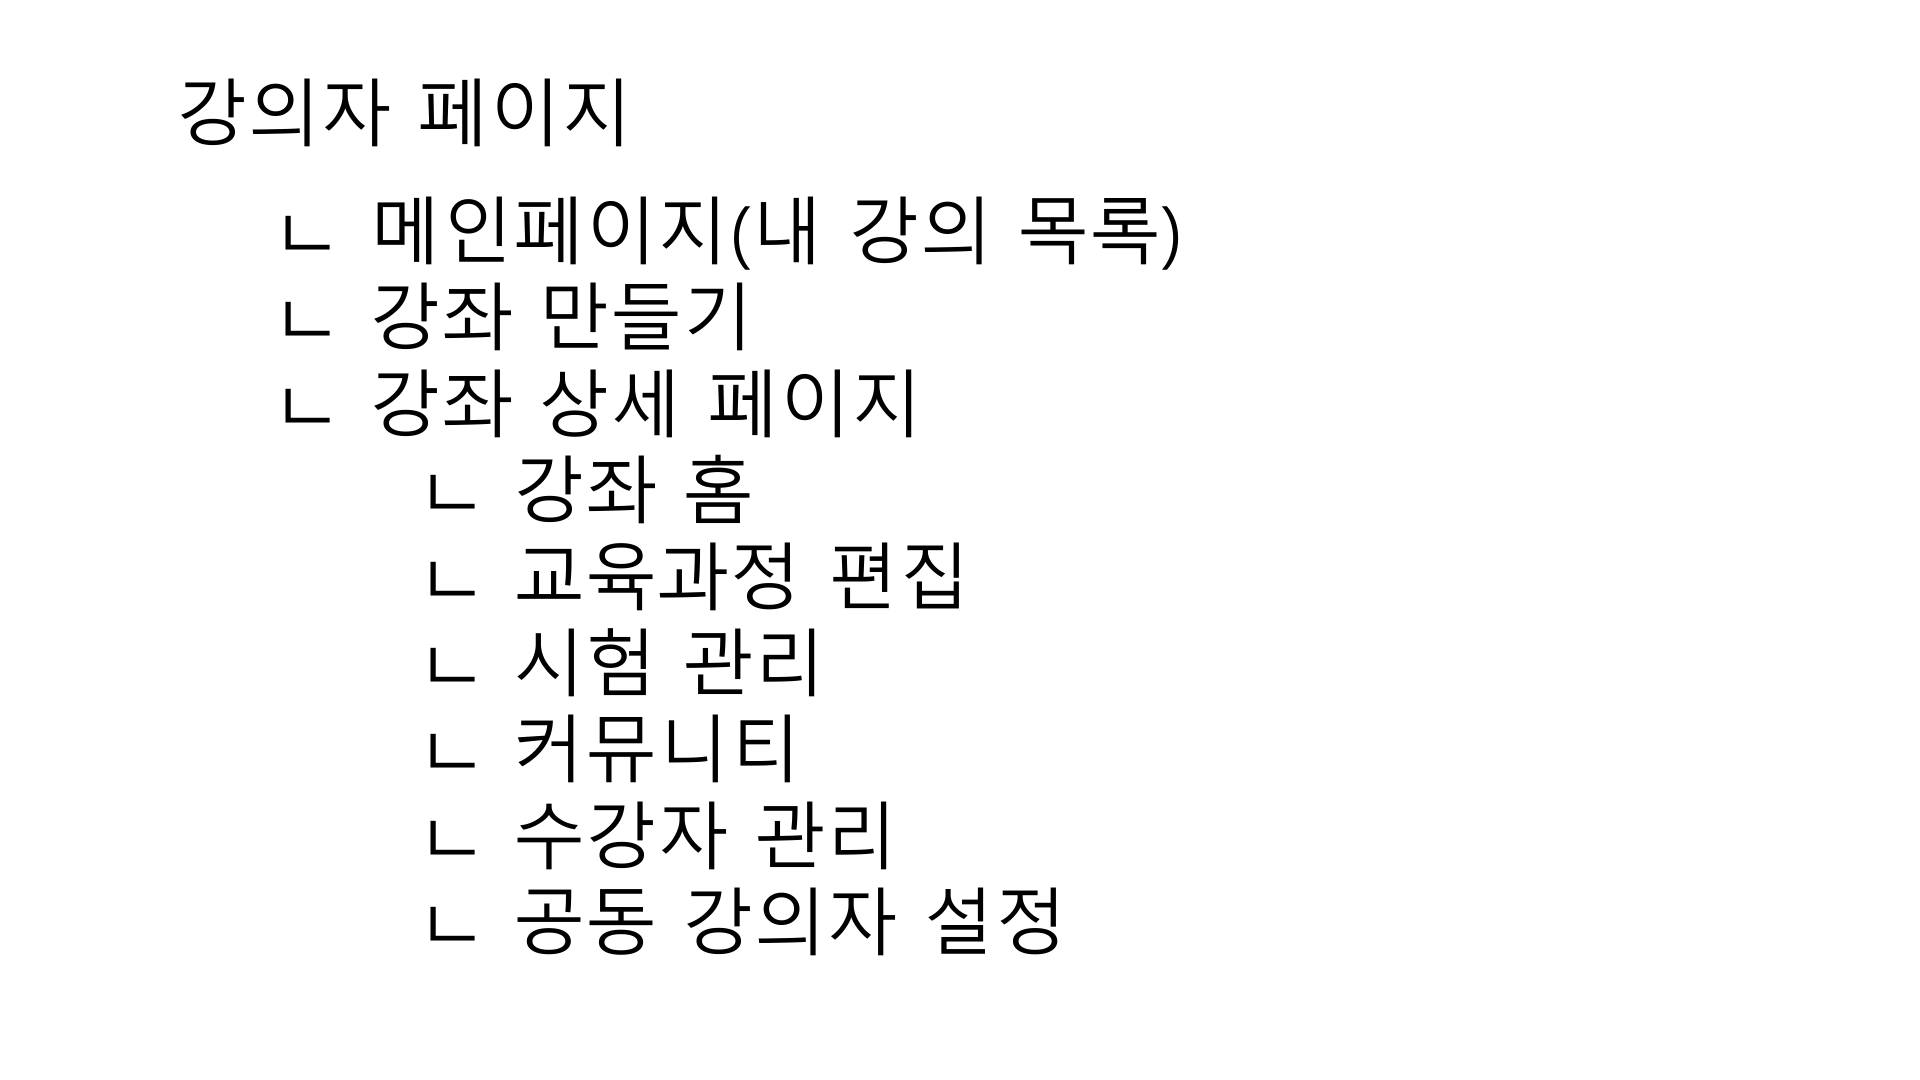 강의자 페이지
ㄴ 메인페이지(내 강의 목록)
ㄴ 강좌 만들기
ㄴ 강좌 상세 페이지
ㄴ 강좌 홈
ㄴ 교육과정 편집
ㄴ 시험 관리
ㄴ 커뮤니티
ㄴ 수강자 관리
ㄴ 공동 강의자 설정